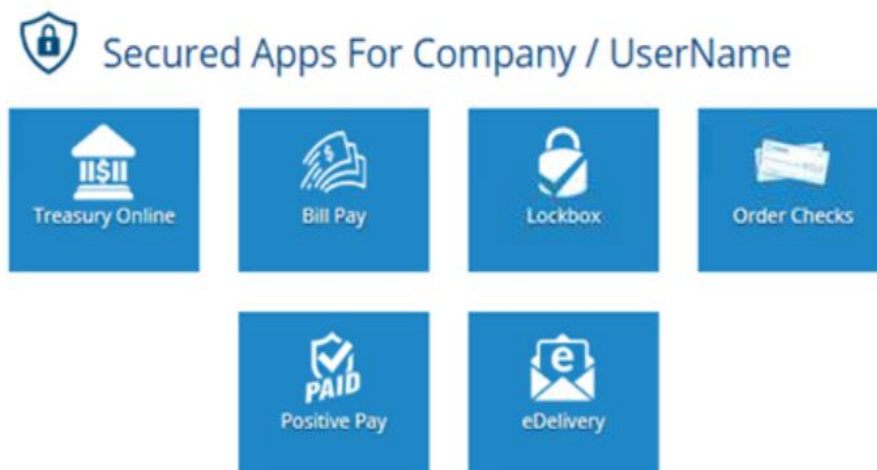 Secured Apps For Company / UserName
$
Treasury Online
$
Bill Pay
Lockbox
Order Checks
PAID
Positive Pay
e
eDelivery